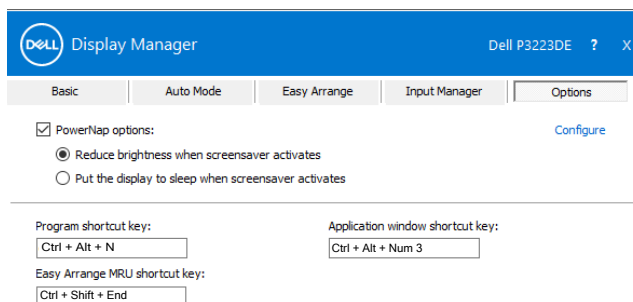 DELL Display Manager Dell P3223DE ? X
Basic Auto Mode Easy Arrange Input Manager Options
PowerNap options: Configure
Reduce brightness when screensaver activates
Put the display to sleep when screensaver activates
Program shortcut key: Application window shortcut key:
Ctrl + Alt + N Ctrl + Alt + Num 3
Easy Arrange MRU shortcut key:
Ctrl + Shift + End